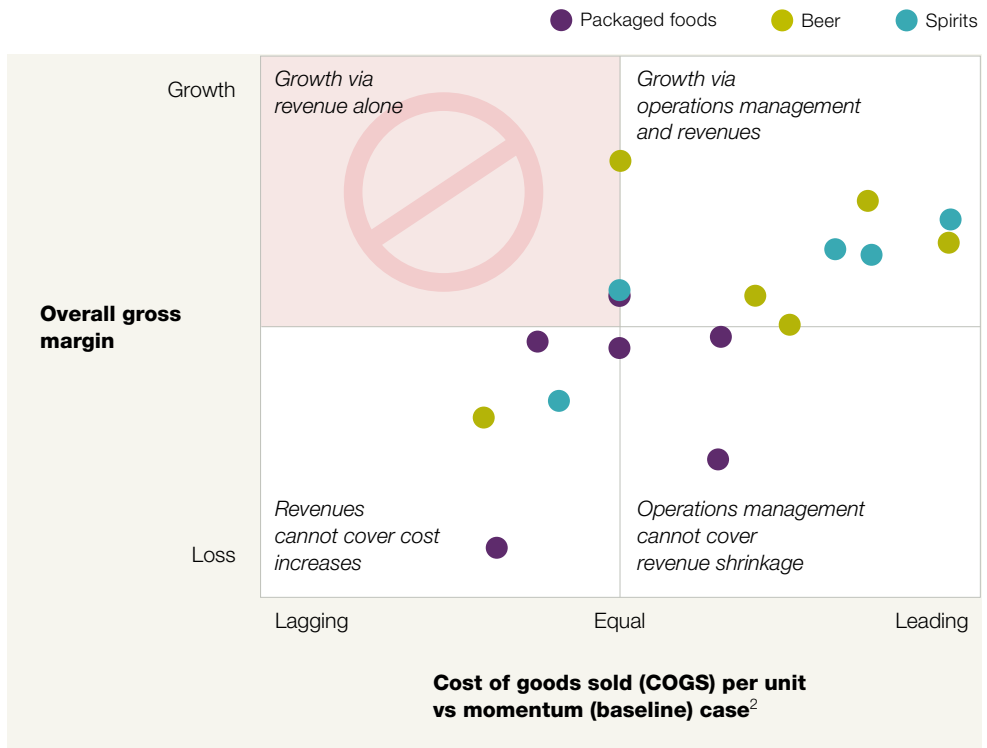 Packaged foods
Beer
Spirits
Growth
Growth via
revenue alone
Growth via
operations management
and revenues
Overall gross
margin
Revenues
cannot cover cost
increases
Operations management
cannot cover
revenue shrinkage
Loss
Lagging
Equal
Leading
Cost of goods sold (COGS) per unit
vs momentum (baseline) case²